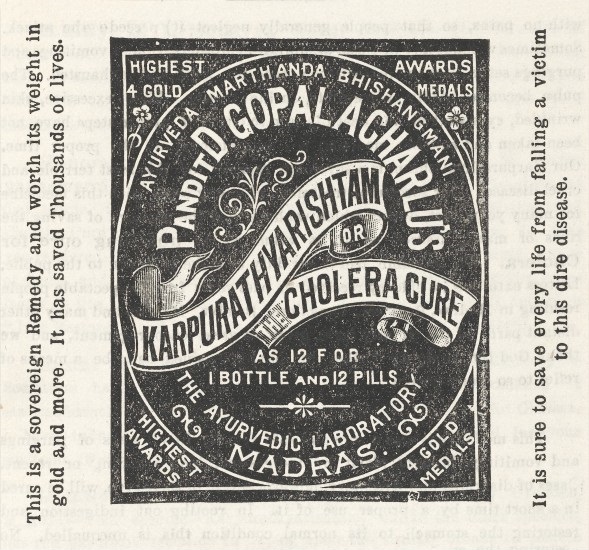 This is a sovereign Remedy and worth its weight in
gold and more. It has saved thousands of lives.
HIGHEST
4 GOLD
AWARDS
MEDALS
AYURVEDA MARTHANDA BHISHANGMANI
PANDIT D. GOPALACHARLU'S
KARPURATHYARISHTAM
OR
THE CHOLERA CURE
AS 12 FOR
1 BOTTLE AND 12 PILLS
THE AYURVEDIC LABORATORY
MADRAS.
HIGHEST
AWARDS
4 GOLD
MEDALS
It is sure to save every life from falling a victim
to this dire disease.